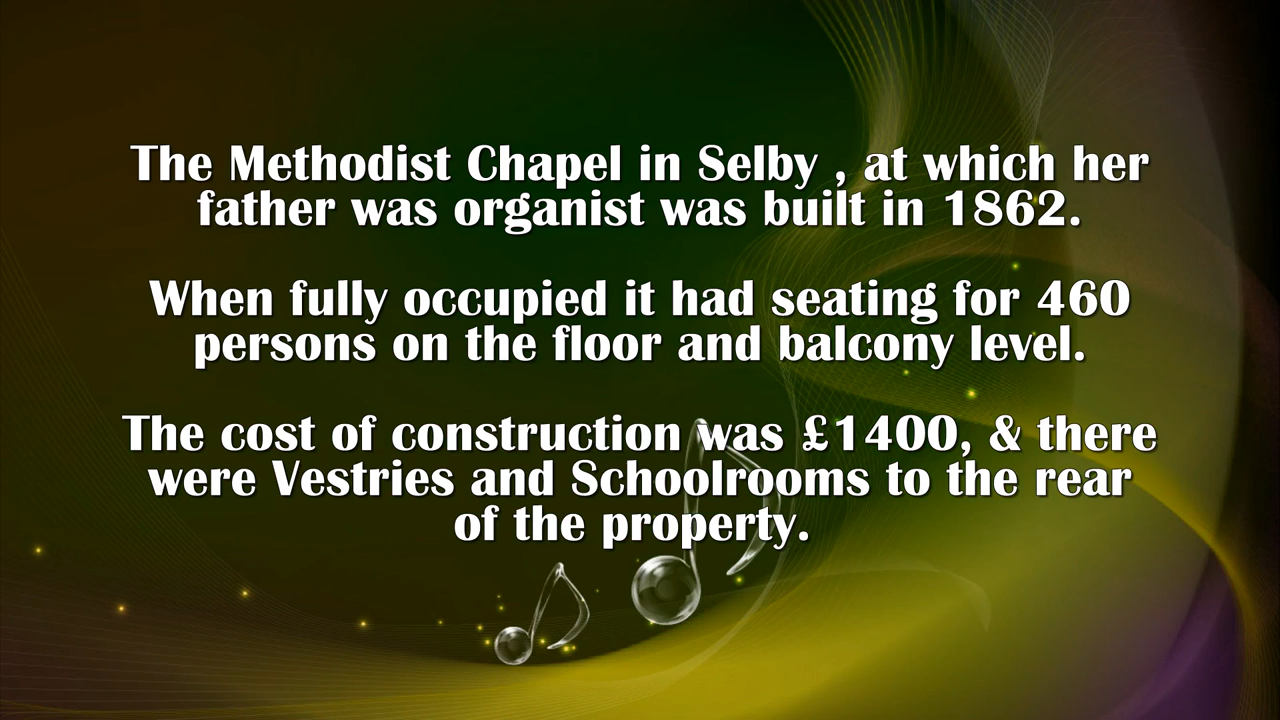 The Methodist Chapel in Selby , at which her
father was organist was built in 1862.
When fully occupied it had seating for 460
persons on the floor and balcony level.
The cost of construction was £1400, & there
were Vestries and Schoolrooms to the rear
of the property.